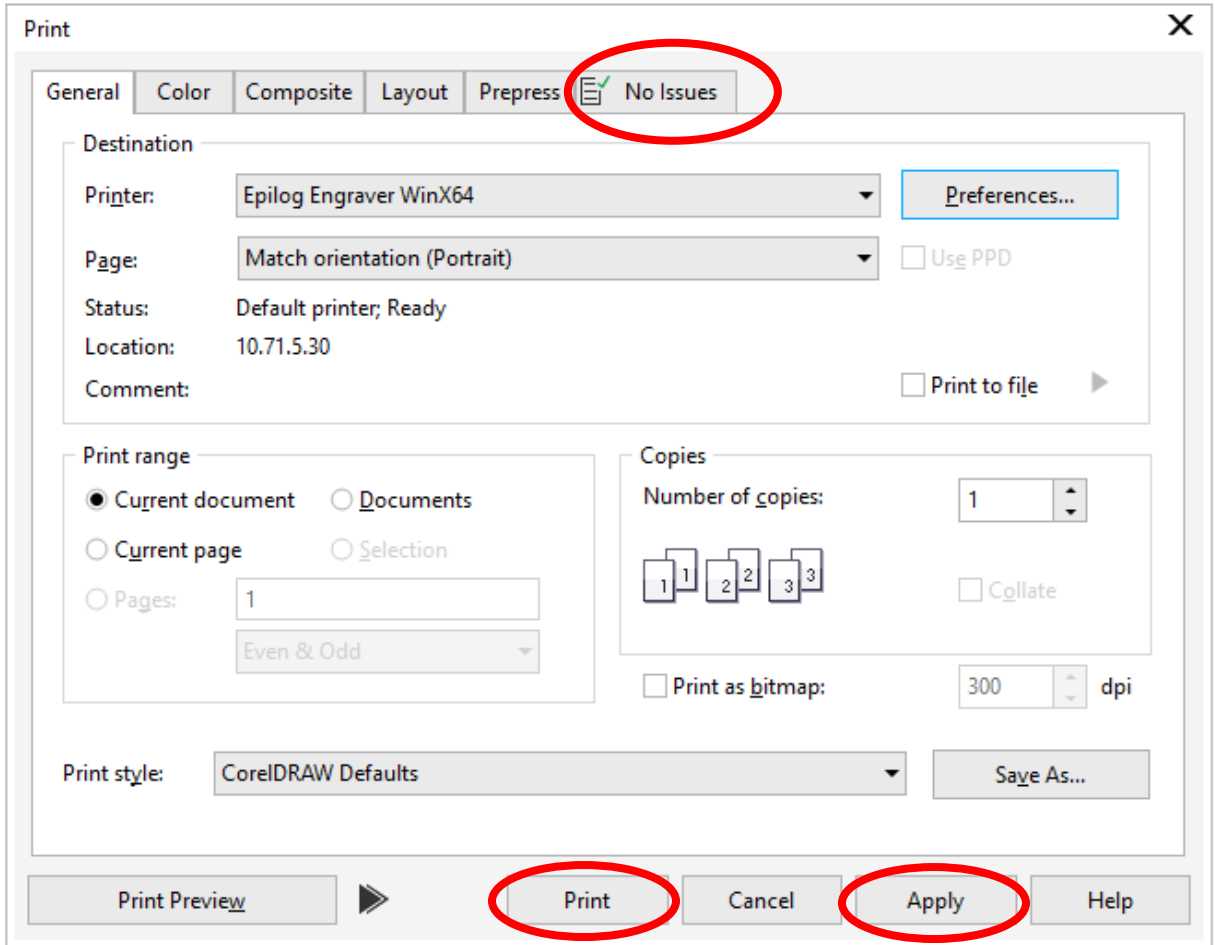 Print
General Color Composite Layout Prepress No Issues
Destination
Printer: Epilog Engraver WinX64 Preferences...
Page: Match orientation (Portrait) Use PPD
Status: Default printer; Ready
Location: 10.71.5.30
Comment: Print to file
Print range
Current document Documents
Current page Selection
Pages: 1
Even & Odd
Copies
Number of copies: 1
1 1 2 2 3 3
Collate
Print as bitmap: 300 dpi
Print style: CorelDRAW Defaults Save As...
Print Preview Print Cancel Apply Help